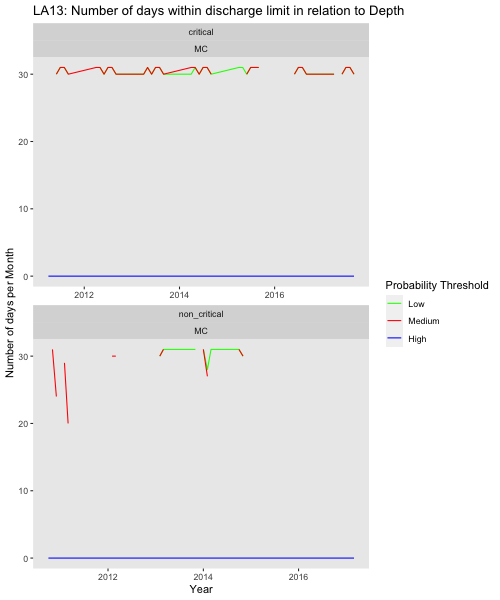 LA13: Number of days within discharge limit in relation to Depth
critical
MC
30
20
10
0
2012 2014 2016
Number of days per Month
non_critical
MC
30
20
10
0
2012 2014 2016
Year
Probability Threshold
Low
Medium
High